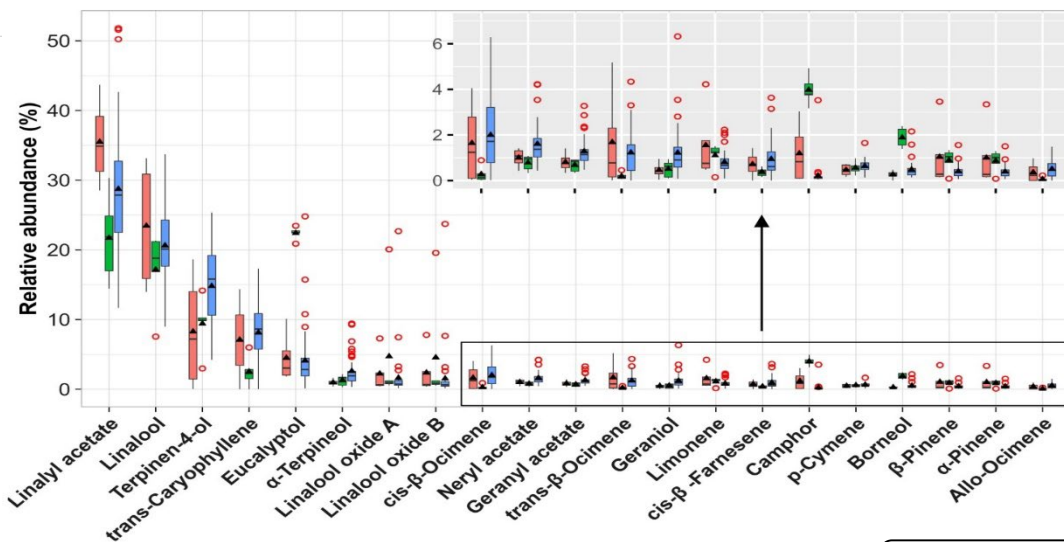 Relative abundance (%)
50
40
30
20
10
0
6
4
2
0
Linalyl acetate
Linalool
Terpinen-4-ol
trans-Caryophyllene
Eucalyptol
α-Terpineol
Linalool oxide A
Linalool oxide B
cis-β-Ocimene
Neryl acetate
Geranyl acetate
trans-β-Ocimene
Geraniol
Limonene
cis-β -Farnesene
Camphor
p-Cymene
Borneol
β-Pinene
α-Pinene
Allo-Ocimene